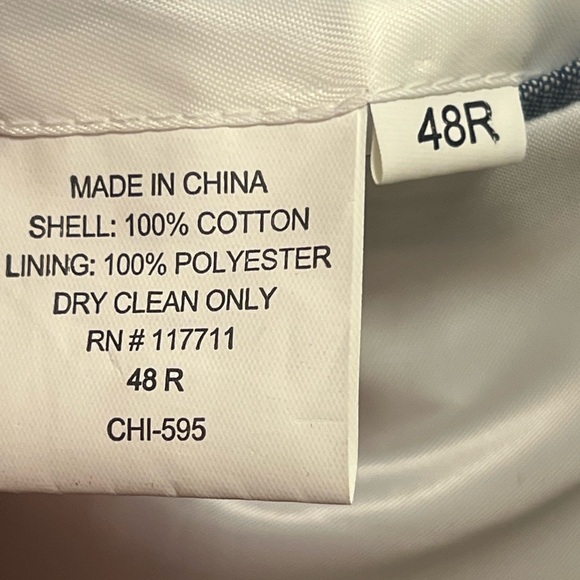 48R
MADE IN CHINA
SHELL: 100% COTTON
LINING: 100% POLYESTER
DRY CLEAN ONLY
RN # 117711
48 R
CHI-595